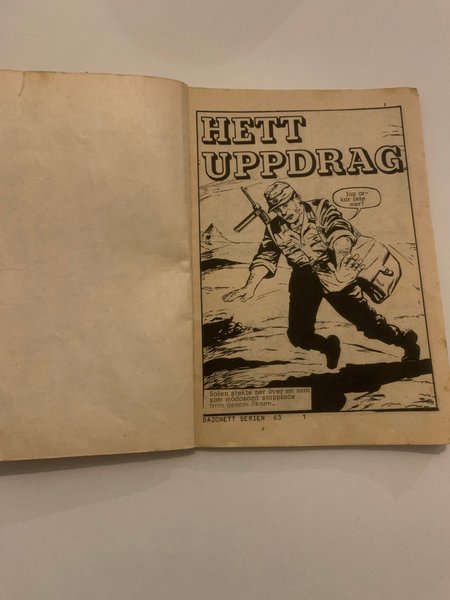 1
HETT
UPPDRAG
Jag or-
kar inte
mer!
Solen stekte ner över en man
som mödosamt stapplade
fram genom öknen.
BAJONETT SERIEN 63 1